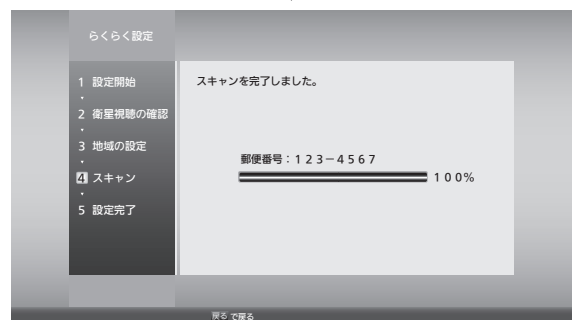 らくらく設定
1 設定開始
2 衛星視聴の確認
3 地域の設定
4 スキャン
5 設定完了
スキャンを完了しました。
郵便番号：１２３－４５６７
１００%
戻る で戻る